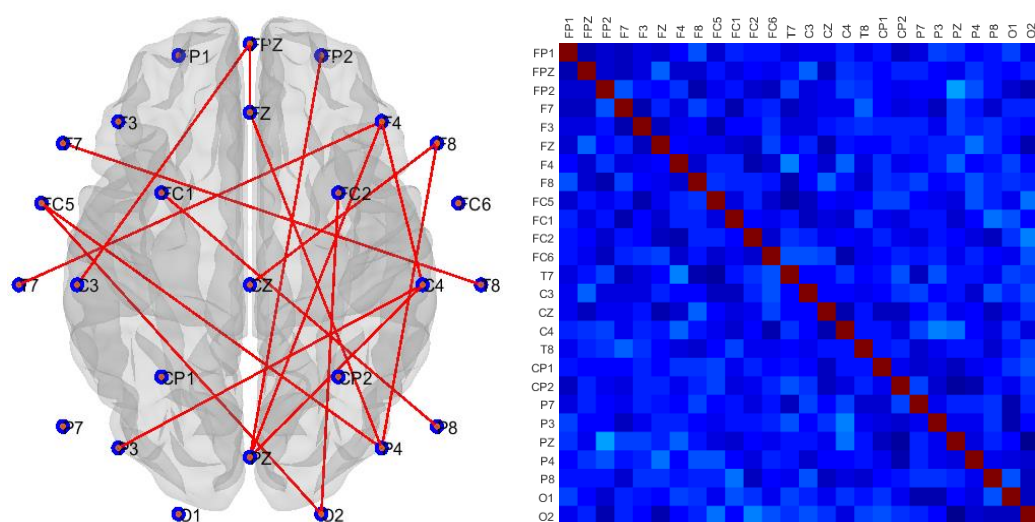 FP1 FPZ FP2
FZ
F3 F4
F7 F8
FC1 FC2
FC5 FC6
T7 C3 CZ C4 T8
CP1 CP2
P7 P8
P3 PZ P4
O1 O2
FP1 FPZ FP2 F7 F3 FZ F4 F8 FC5 FC1 FC2 FC6 T7 C3 CZ C4 T8 CP1 CP2 P7 P3 PZ P4 P8 O1 O2
FP1
FPZ
FP2
F7
F3
FZ
F4
F8
FC5
FC1
FC2
FC6
T7
C3
CZ
C4
T8
CP1
CP2
P7
P3
PZ
P4
P8
O1
O2